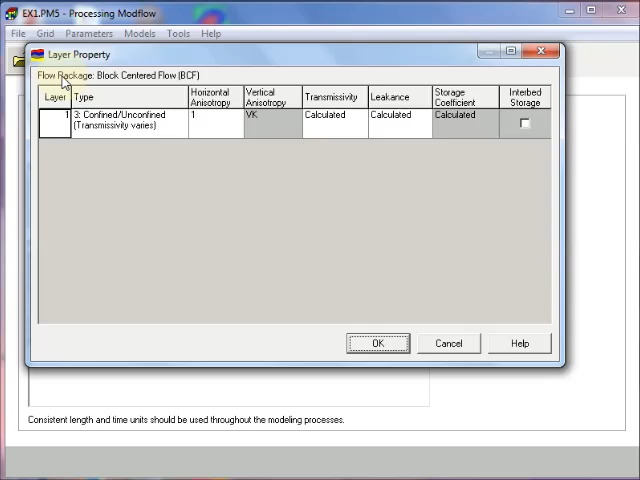 EX1.PM5 - Processing Modflow
File Grid Parameters Models Tools Help
Layer Property
Flow Package: Block Centered Flow (BCF)
Layer Type Horizontal Anisotropy Vertical Anisotropy Transmissivity Leakance Storage Coefficient Interbed Storage
1 3: Confined/Unconfined (Transmissivity varies) 1 VK Calculated Calculated Calculated
OK Cancel Help
Consistent length and time units should be used throughout the modeling processes.